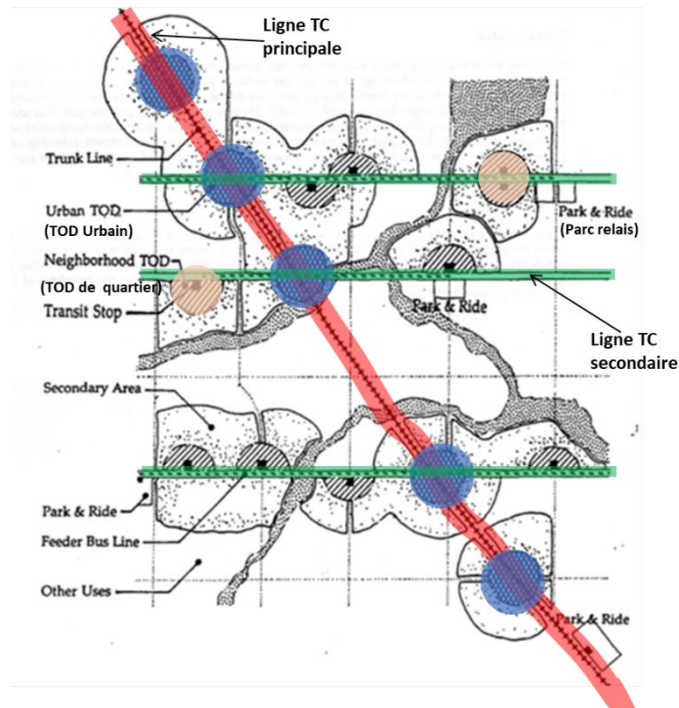 Ligne TC
principale
Trunk Line
Urban TOD
(TOD Urbain)
Park & Ride
(Parc relais)
Neighborhood TOD
(TOD de quartier)
Transit Stop
Park & Ride
Ligne TC
secondaire
Secondary Area
Park & Ride
Feeder Bus Line
Other Uses
Park & Ride